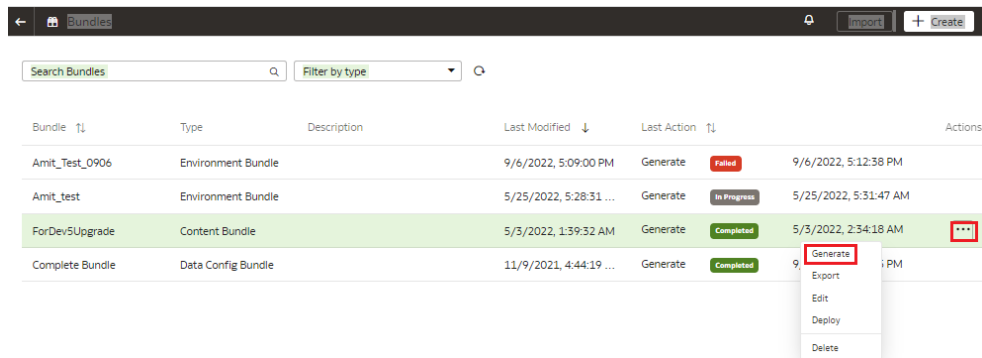 Bundles Import + Create
Search Bundles Filter by type
Bundle Type Description Last Modified Last Action Actions
Amit_Test_0906 Environment Bundle 9/6/2022, 5:09:00 PM Generate Failed 9/6/2022, 5:12:38 PM
Amit_test Environment Bundle 5/25/2022, 5:28:31 ... Generate In Progress 5/25/2022, 5:31:47 AM
ForDev5Upgrade Content Bundle 5/3/2022, 1:39:32 AM Generate Completed 5/3/2022, 2:34:18 AM ...
Generate
Complete Bundle Data Config Bundle 11/9/2021, 4:44:19 ... Generate Completed 9 PM
Export
Edit
Deploy
Delete